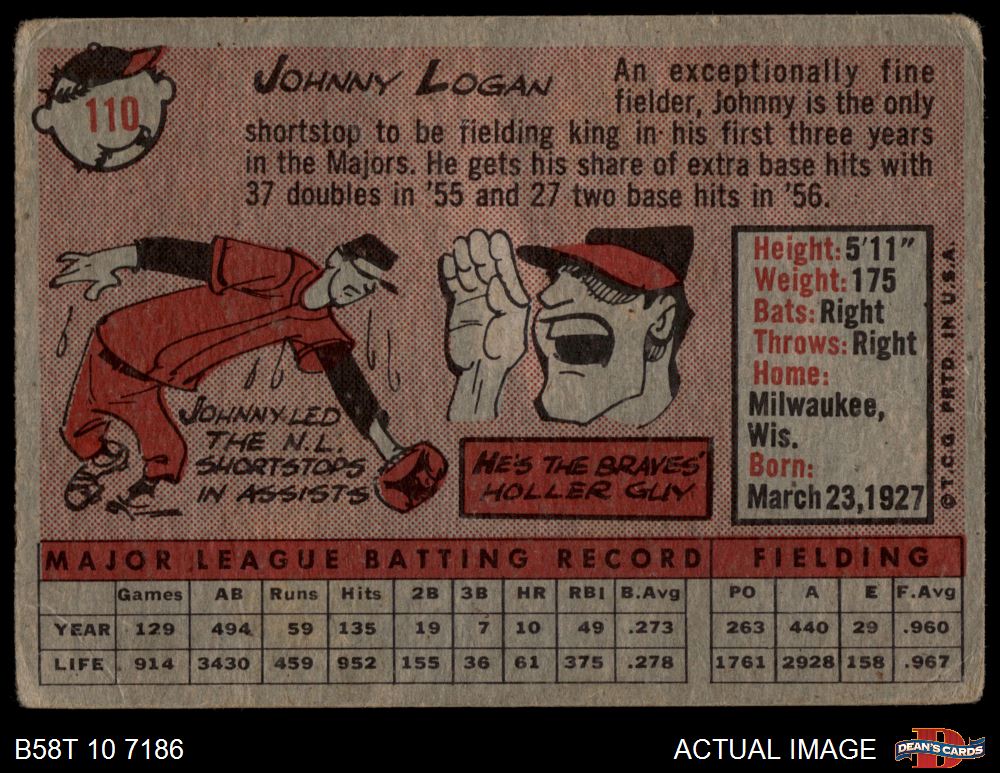 110
JOHNNY LOGAN
An exceptionally fine
fielder, Johnny is the only
shortstop to be fielding king in his first three years
in the Majors. He gets his share of extra base hits with
37 doubles in '55 and 27 two base hits in '56.
JOHNNY LED
THE N.L.
SHORTSTOPS
IN ASSISTS
HE'S THE BRAVES'
HOLLER GUY
Height: 5'11"
Weight: 175
Bats: Right
Throws: Right
Home:
Milwaukee,
Wis.
Born:
March 23, 1927
© T.C.G. PRTD. IN U.S.A.
MAJOR LEAGUE BATTING RECORD FIELDING
Games AB Runs Hits 2B 3B HR RBI B.Avg PO A E F.Avg
YEAR 129 494 59 135 19 7 10 49 .273 263 440 29 .960
LIFE 914 3430 459 952 155 36 61 375 .278 1761 2928 158 .967
B58T 10 7186
ACTUAL IMAGE
DEAN'S CARDS